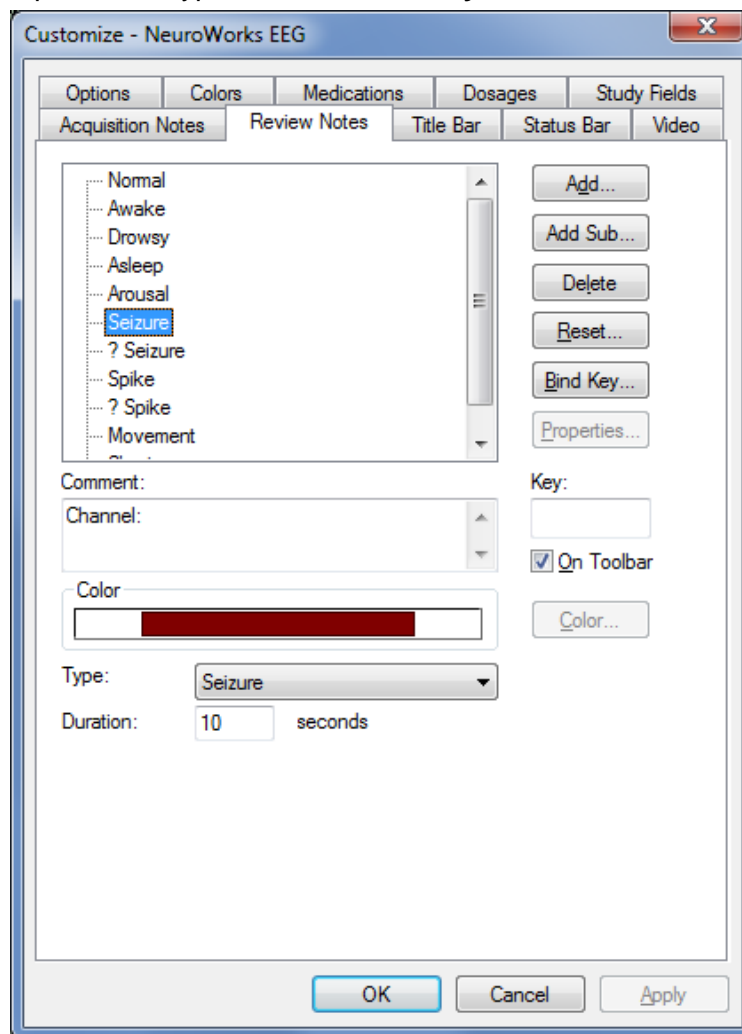 Customize - NeuroWorks EEG
Options Colors Medications Dosages Study Fields
Acquisition Notes Review Notes Title Bar Status Bar Video
Normal
Awake
Drowsy
Asleep
Arousal
Seizure
? Seizure
Spike
? Spike
Movement
Add...
Add Sub...
Delete
Reset...
Bind Key...
Properties...
Comment:
Channel:
Key:
On Toolbar
Color
Color...
Type: Seizure
Duration: 10 seconds
OK Cancel Apply